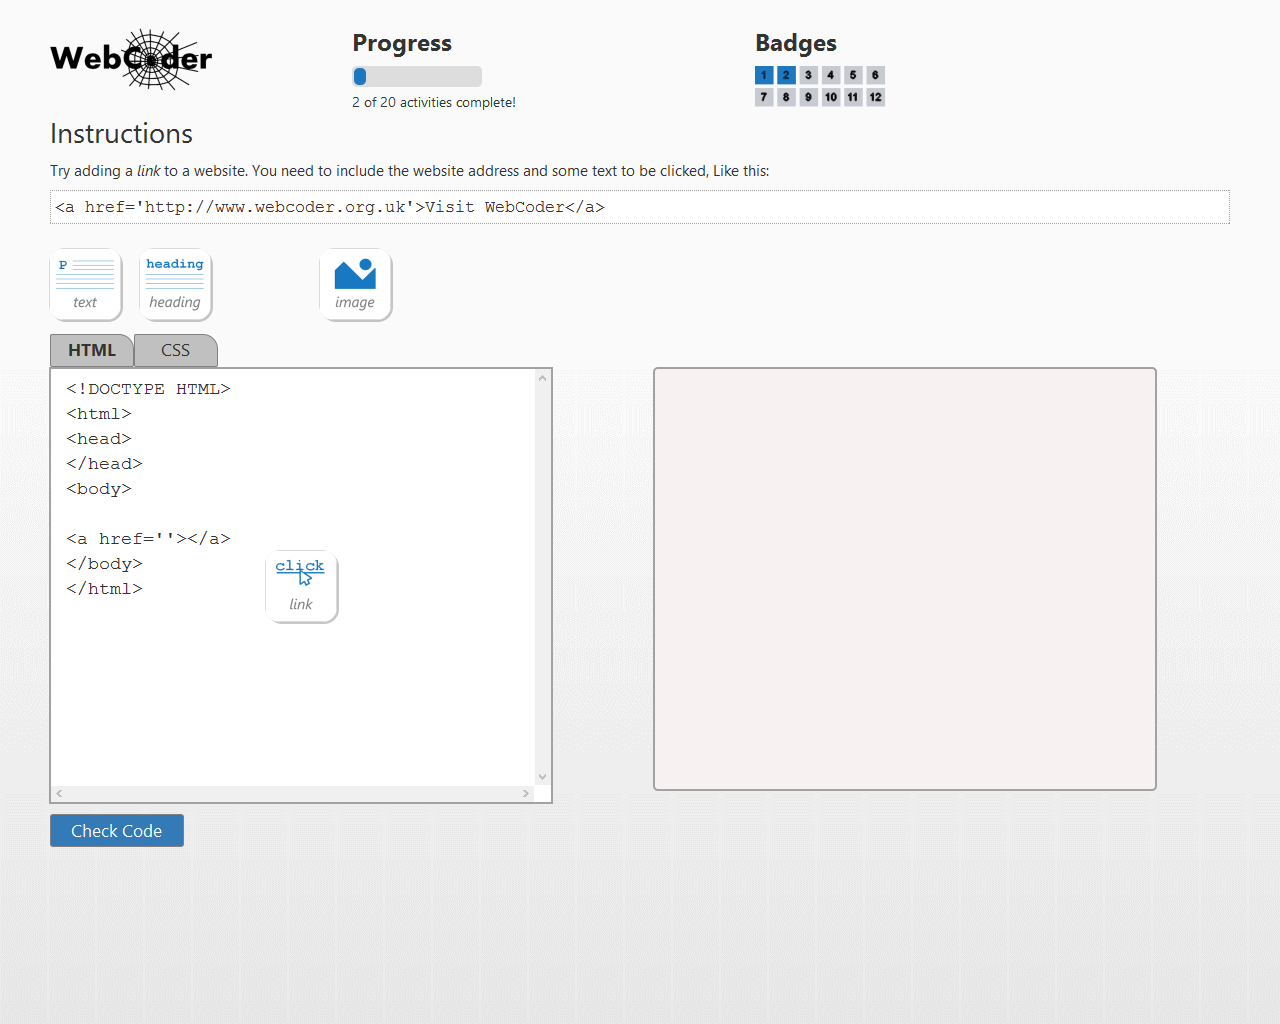 WebCoder
Progress
2 of 20 activities complete!
Badges
1 2 3 4 5 6
7 8 9 10 11 12
Instructions
Try adding a link to a website. You need to include the website address and some text to be clicked, Like this:
<a href='http://www.webcoder.org.uk'>Visit WebCoder</a>
P
text
heading
heading
image
HTML
CSS
<!DOCTYPE HTML>
<html>
<head>
</head>
<body>
<a href=''></a>
</body>
</html>
click
link
Check Code